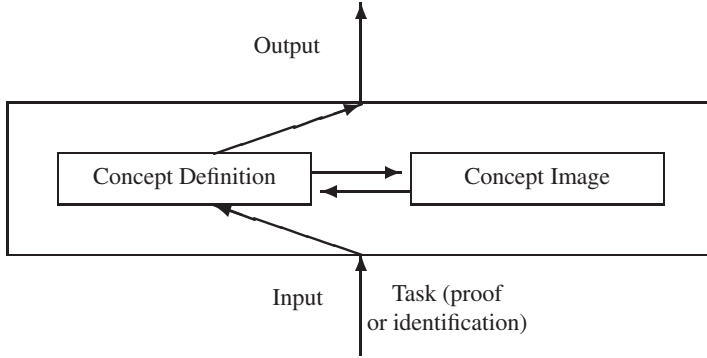 Output
Concept Definition
Concept Image
Input
Task (proof
or identification)